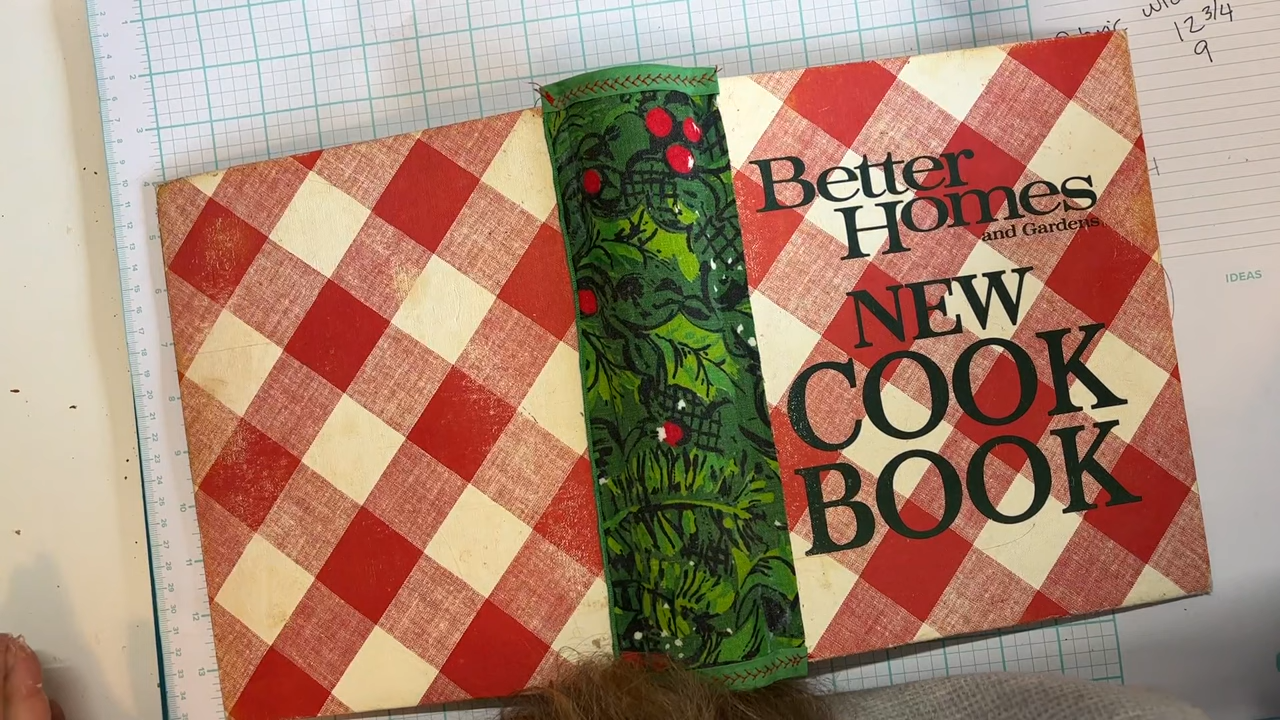 12 3/4
9
IDEAS
Better
Homes
and Gardens®
NEW
COOK
BOOK